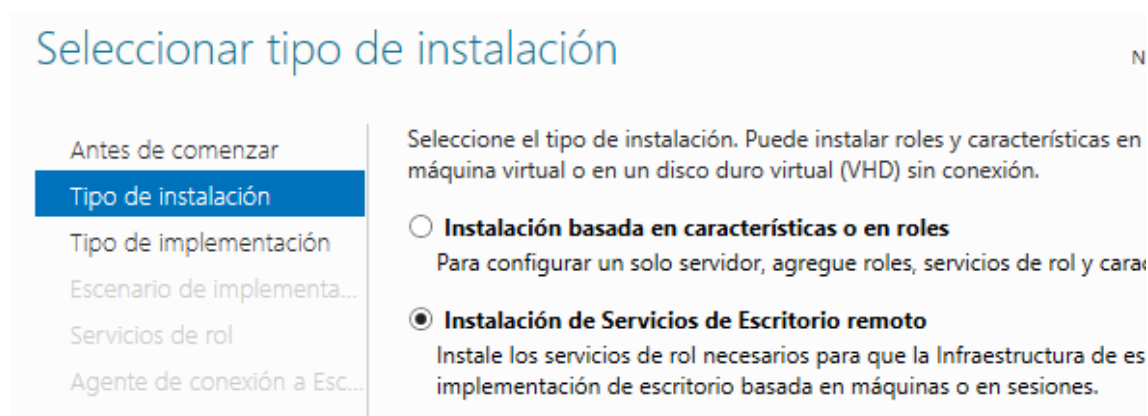 Seleccionar tipo de instalación
N
Antes de comenzar
Tipo de instalación
Tipo de implementación
Escenario de implementa...
Servicios de rol
Agente de conexión a Esc...
Seleccione el tipo de instalación. Puede instalar roles y características en
máquina virtual o en un disco duro virtual (VHD) sin conexión.
Instalación basada en características o en roles
Para configurar un solo servidor, agregue roles, servicios de rol y cara
Instalación de Servicios de Escritorio remoto
Instale los servicios de rol necesarios para que la Infraestructura de es
implementación de escritorio basada en máquinas o en sesiones.